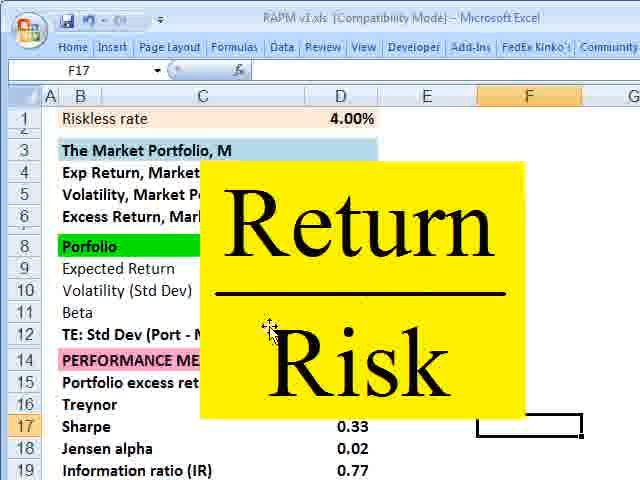 RAPM v1.xls [Compatibility Mode] - Microsoft Excel
Home Insert Page Layout Formulas Data Review View Developer Add-Ins FedEx Kinko's Community
F17 fx
A B C D E F G
1 Riskless rate 4.00%
2
3 The Market Portfolio, M
4 Exp Return, Market
5 Volatility, Market Po
6 Excess Return, Mar
8 Porfolio
9 Expected Return
10 Volatility (Std Dev)
11 Beta
12 TE: Std Dev (Port - M
14 PERFORMANCE ME
15 Portfolio excess ret
16 Treynor
17 Sharpe 0.33
18 Jensen alpha 0.02
19 Information ratio (IR) 0.77
Return
Risk